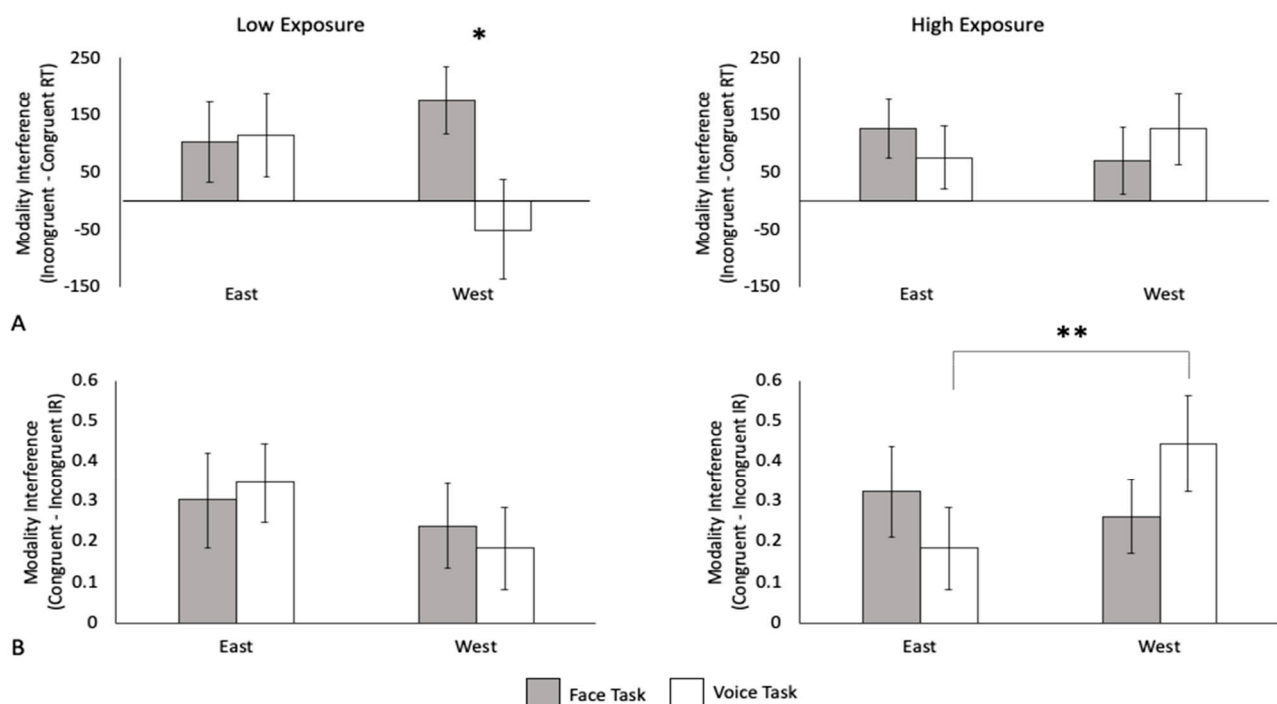 Low Exposure
*
Modality Interference
(Incongruent - Congruent RT)
250
150
50
-50
-150
East
West
High Exposure
Modality Interference
(Incongruent - Congruent RT)
250
150
50
-50
-150
East
West
A
Modality Interference
(Congruent - Incongruent IR)
0.6
0.5
0.4
0.3
0.2
0.1
0
East
West
**
Modality Interference
(Congruent - Incongruent IR)
0.6
0.5
0.4
0.3
0.2
0.1
0
East
West
B
Face Task
Voice Task